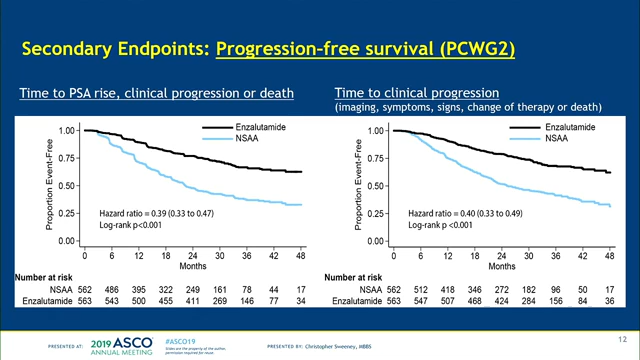 Secondary Endpoints: Progression-free survival (PCWG2)
Time to PSA rise, clinical progression or death
Time to clinical progression
(imaging, symptoms, signs, change of therapy or death)
Proportion Event-Free
1.00
0.75
0.50
0.25
0.00
Enzalutamide
NSAA
Hazard ratio = 0.39 (0.33 to 0.47)
Log-rank p<0.001
0 6 12 18 24 30 36 42 48
Months
Number at risk
NSAA 562 486 395 322 249 161 78 44 17
Enzalutamide 563 543 500 455 411 269 146 77 34
Proportion Event-Free
1.00
0.75
0.50
0.25
0.00
Enzalutamide
NSAA
Hazard ratio = 0.40 (0.33 to 0.49)
Log-rank p <0.001
0 6 12 18 24 30 36 42 48
Months
Number at risk
NSAA 562 512 418 346 272 182 96 50 17
Enzalutamide 563 547 507 468 424 284 156 84 36
12
PRESENTED AT:
2019 ASCO
ANNUAL MEETING
#ASCO19
Slides are the property of the author,
permission required for reuse.
PRESENTED BY: Christopher Sweeney, MBBS